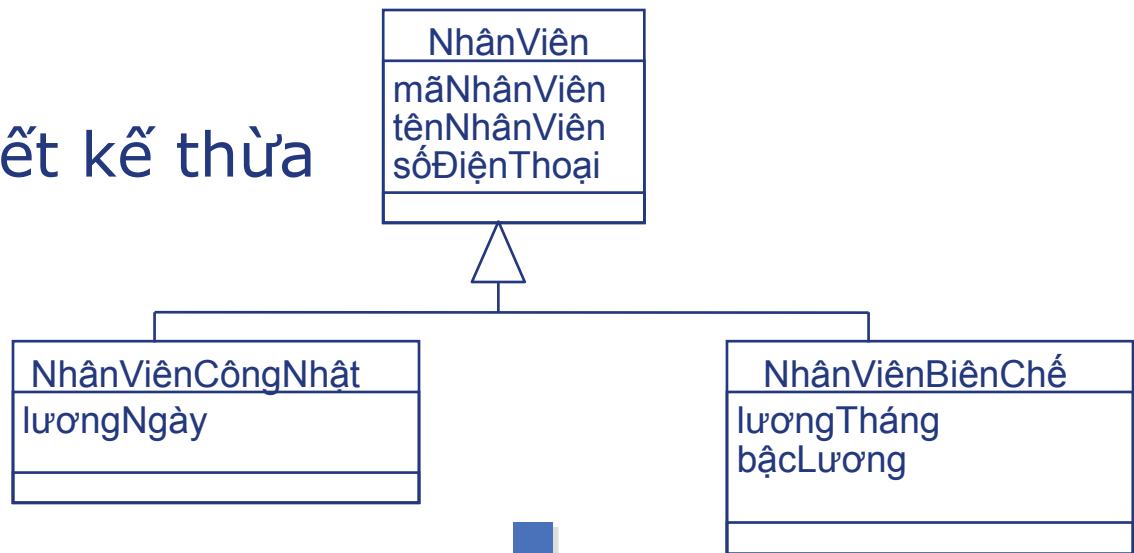 NhânViên
mãNhânViên
tênNhânViên
sốĐiệnThoại
ết kế thừa
NhânViênCôngNhật
lươngNgày
NhânViênBiênChế
lươngTháng
bậcLương